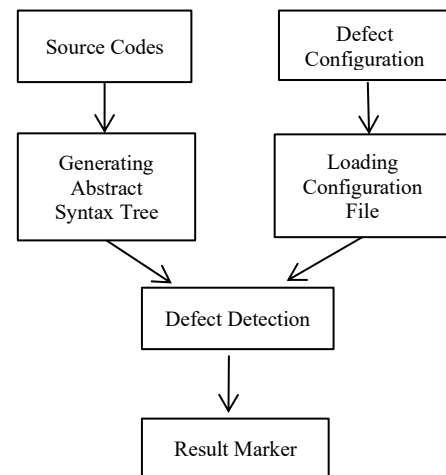 Source Codes
Defect
Configuration
Generating
Abstract
Syntax Tree
Loading
Configuration
File
Defect Detection
Result Marker